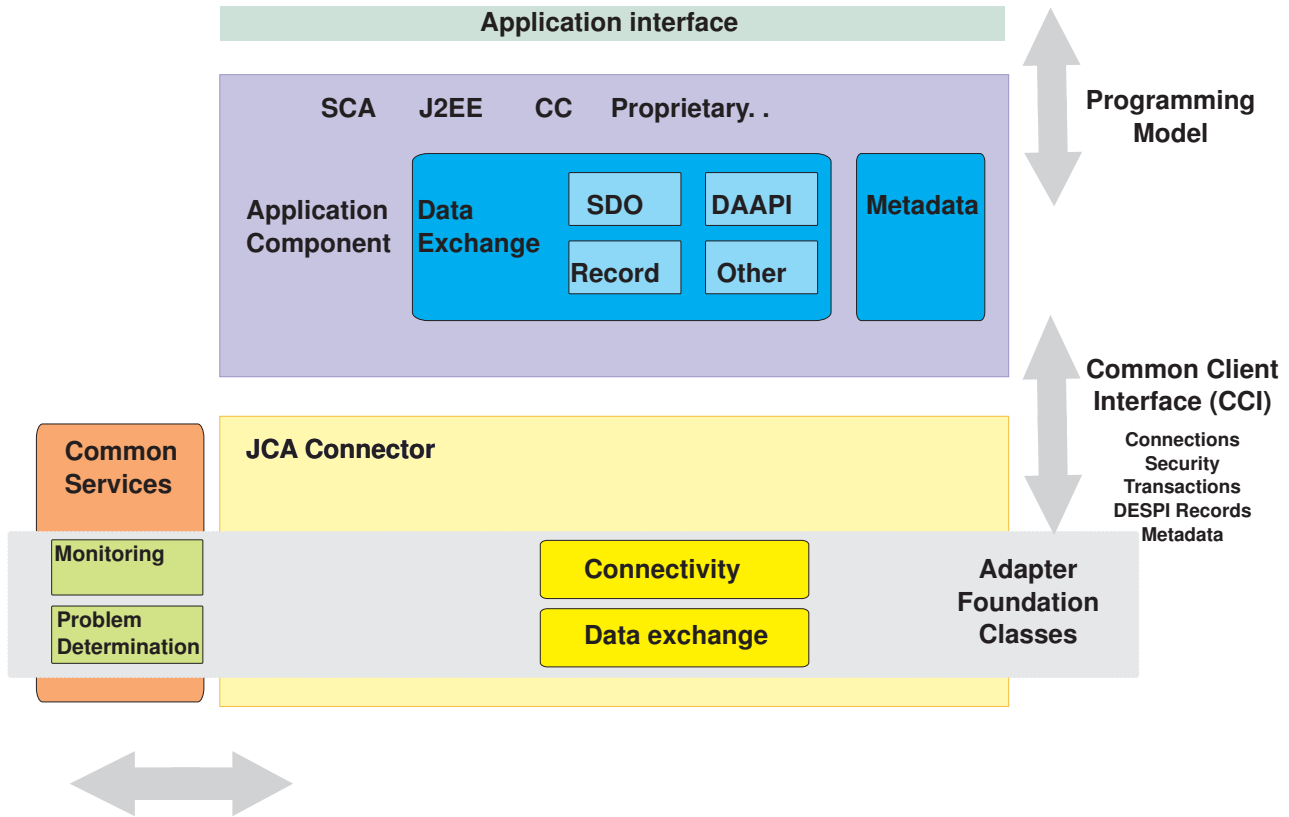 Application interface
SCA J2EE CC Proprietary. .
Programming
Model
Application
Component
Data
Exchange
SDO
DAAPI
Record
Other
Metadata
Common Client
Interface (CCI)
Connections
Security
Transactions
DESPI Records
Metadata
Common
Services
JCA Connector
Monitoring
Problem
Determination
Connectivity
Data exchange
Adapter
Foundation
Classes